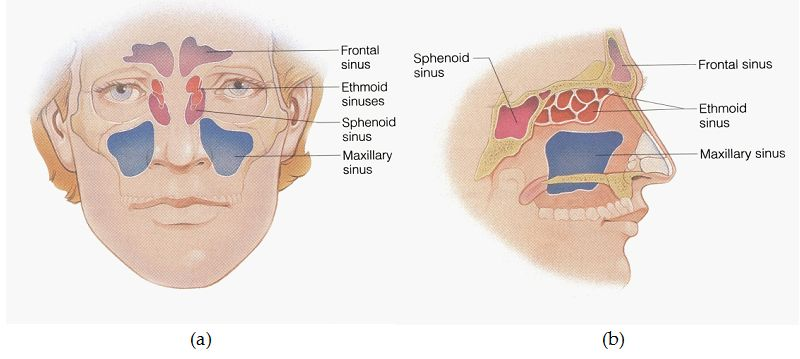 Frontal
sinus
Ethmoid
sinuses
Sphenoid
sinus
Maxillary
sinus
(a)
Sphenoid
sinus
Frontal sinus
Ethmoid
sinus
Maxillary sinus
(b)